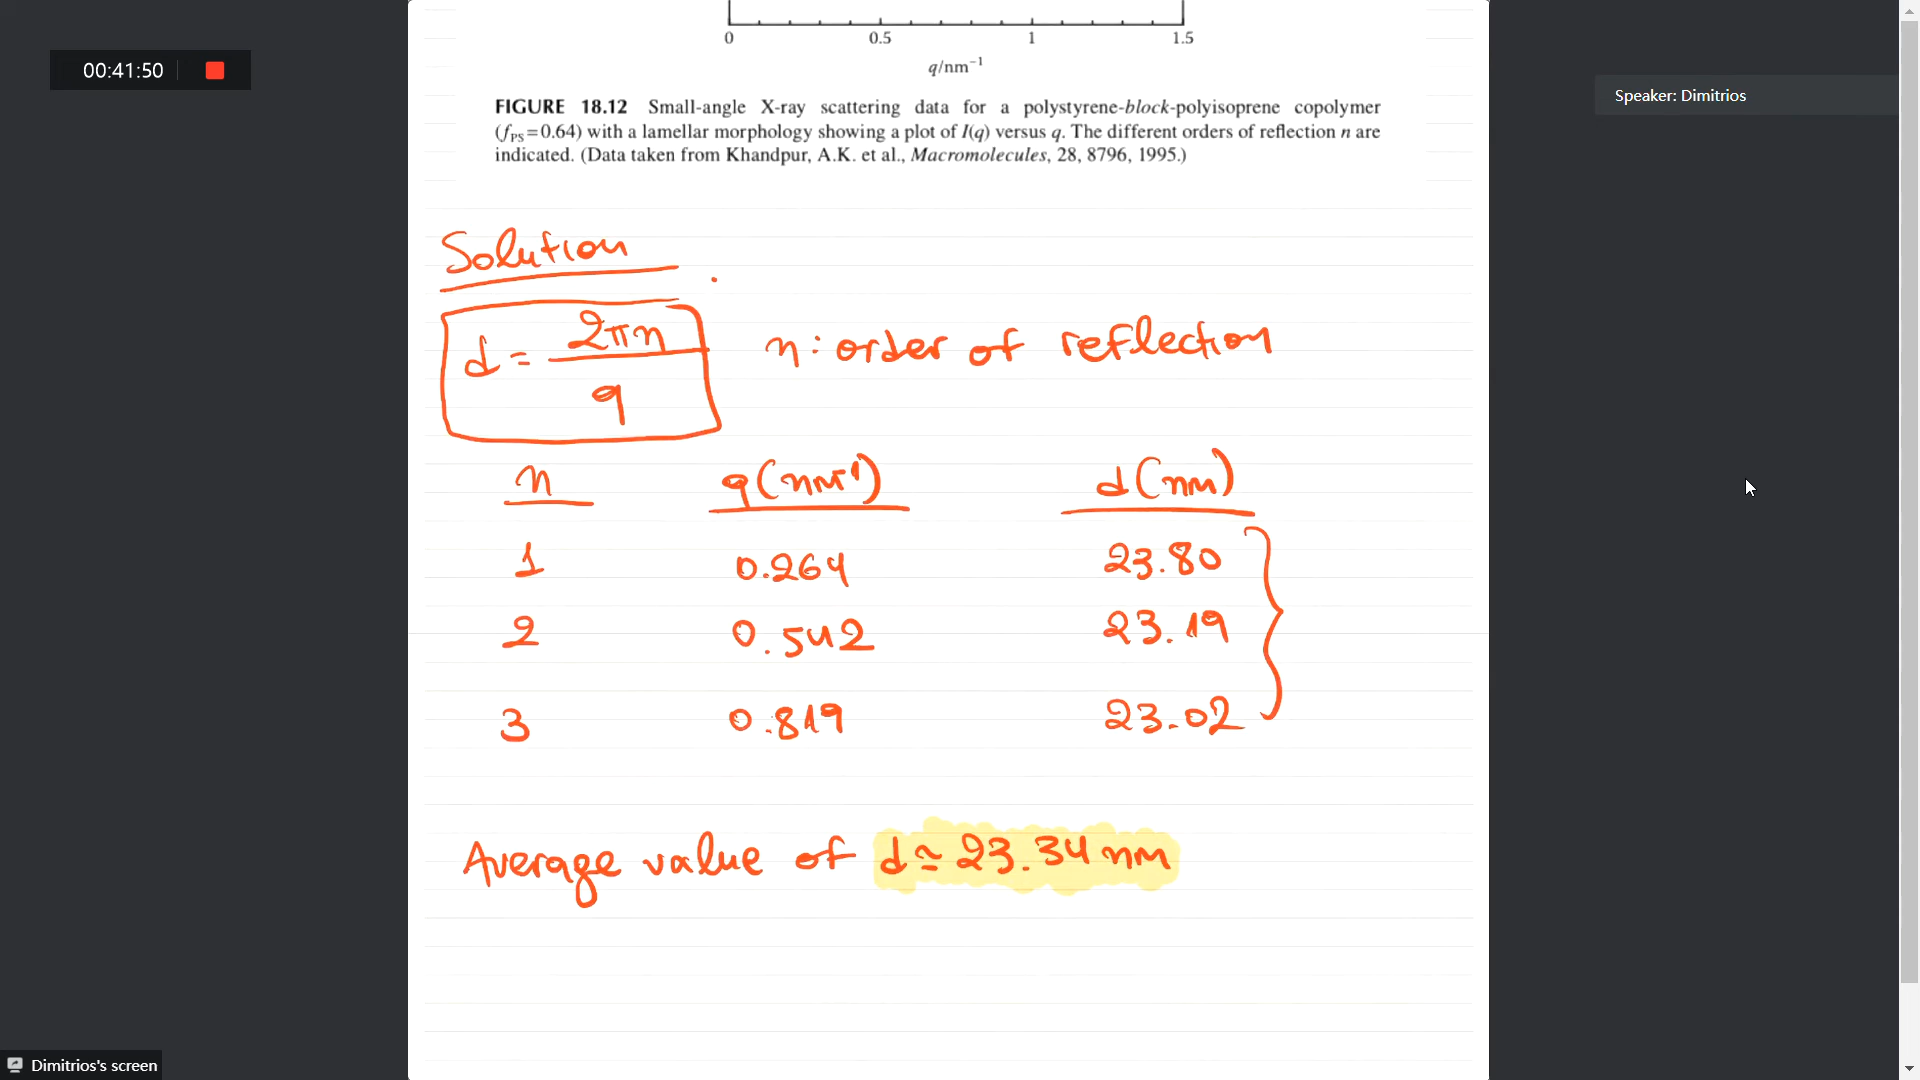 00:41:50
Speaker: Dimitrios
0 0.5 1 1.5
q/nm⁻¹
FIGURE 18.12 Small-angle X-ray scattering data for a polystyrene-block-polyisoprene copolymer
(fPS=0.64) with a lamellar morphology showing a plot of I(q) versus q. The different orders of reflection n are
indicated. (Data taken from Khandpur, A.K. et al., Macromolecules, 28, 8796, 1995.)
Solution
d = 2πn / q n: order of reflection
n q(nm⁻¹) d(nm)
1 0.264 23.80
2 0.542 23.19
3 0.819 23.02
Average value of d ≃ 23.34 nm
Dimitrios's screen